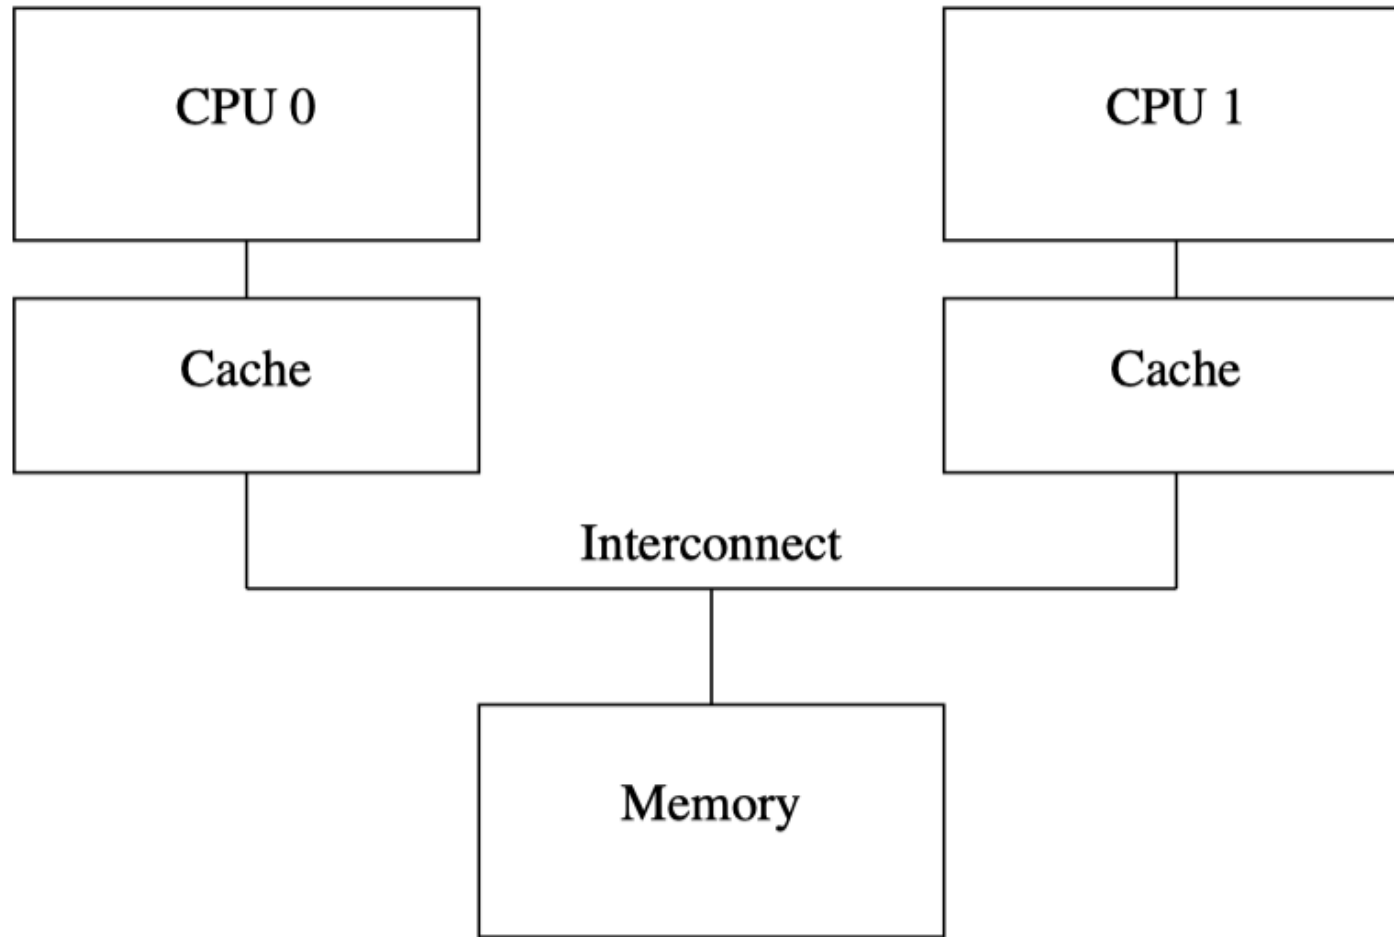 CPU 0
CPU 1
Cache
Cache
Interconnect
Memory